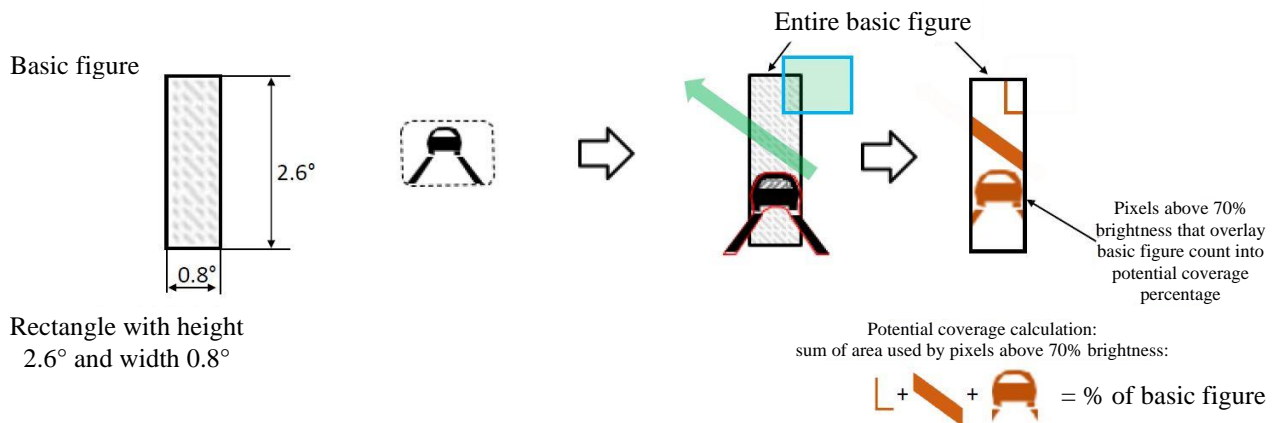 Entire basic figure
Basic figure
2.6°
0.8°
Pixels above 70%
brightness that overlay
basic figure count into
potential coverage
percentage
Rectangle with height
2.6° and width 0.8°
Potential coverage calculation:
sum of area used by pixels above 70% brightness:
+ + = % of basic figure